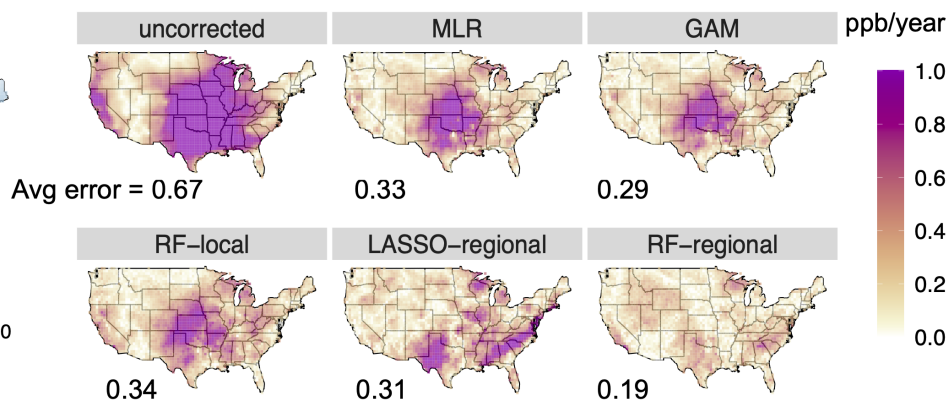 uncorrected
MLR
GAM
ppb/year
Avg error = 0.67
0.33
0.29
1.0
0.8
0.6
0.4
0.2
0.0
RF−local
LASSO−regional
RF−regional
0
0.34
0.31
0.19